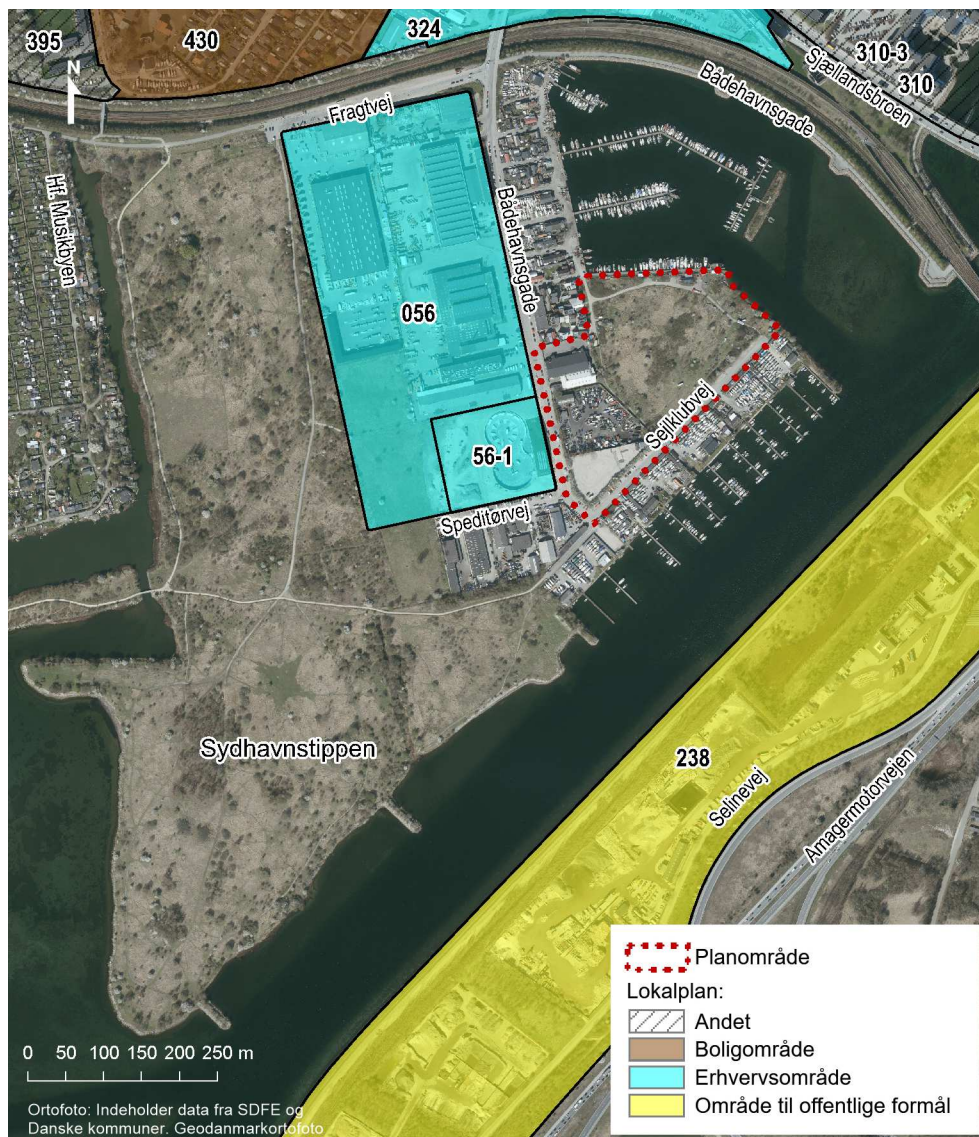 395
430
324
310-3
310
N
Fragtvej
Sjællandsbroen
Bådehavnsgade
Hf. Musikbyen
Bådehavnsgade
056
Sejlklubvej
56-1
Speditørvej
Sydhavnstippen
238
Selinevej
Amagermotorvejen
Planområde
Lokalplan:
Andet
Boligområde
Erhvervsområde
Område til offentlige formål
0 50 100 150 200 250 m
Ortofoto: Indeholder data fra SDFE og
Danske kommuner. Geodanmarkortofoto